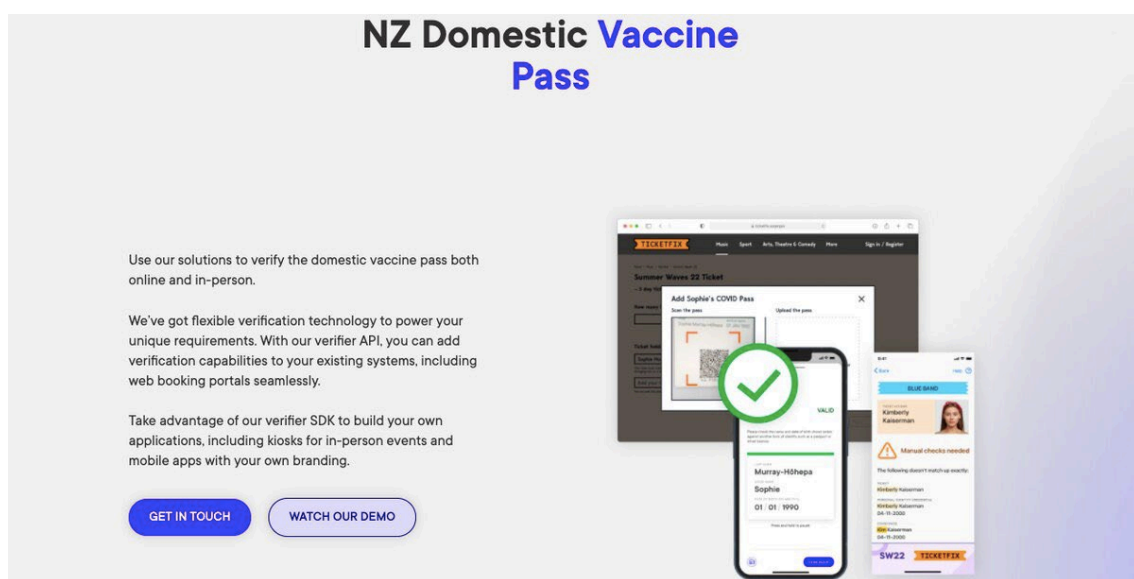 NZ Domestic Vaccine
Pass
Use our solutions to verify the domestic vaccine pass both
online and in-person.
We've got flexible verification technology to power your
unique requirements. With our verifier API, you can add
verification capabilities to your existing systems, including
web booking portals seamlessly.
Take advantage of our verifier SDK to build your own
applications, including kiosks for in-person events and
mobile apps with your own branding.
GET IN TOUCH
WATCH OUR DEMO
TICKETFIX
Music
Sport
Arts, Theatre & Comedy
More
Sign in / Register
Summer Waves 22 Ticket
Add Sophie's COVID Pass
Scan the pass
Upload the pass
VALID
Murray-Hōhepa
Sophie
01 / 01 / 1990
Back
Help
BLUE BAND
Kimberly
Kaiserman
Manual checks needed
The following doesn't match up exactly:
Kimberly Kaiserman
Kimberly Kaiserman
04-11-2000
Kim Kaiserman
04-11-2000
SW22
TICKETFIX